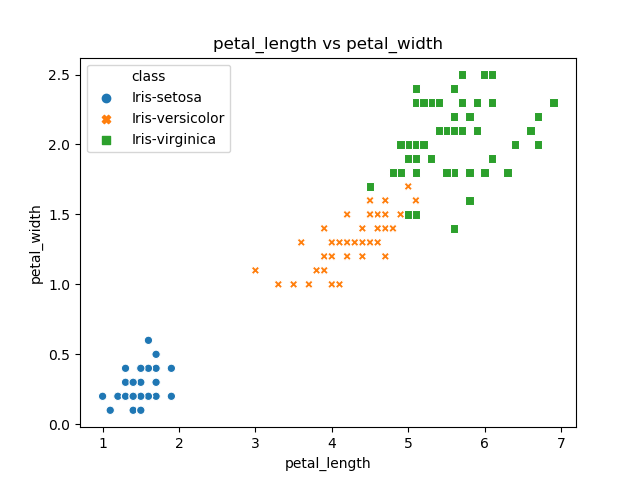 petal_length vs petal_width
class
Iris-setosa
Iris-versicolor
Iris-virginica
2.5
2.0
1.5
1.0
0.5
0.0
petal_width
1 2 3 4 5 6 7
petal_length